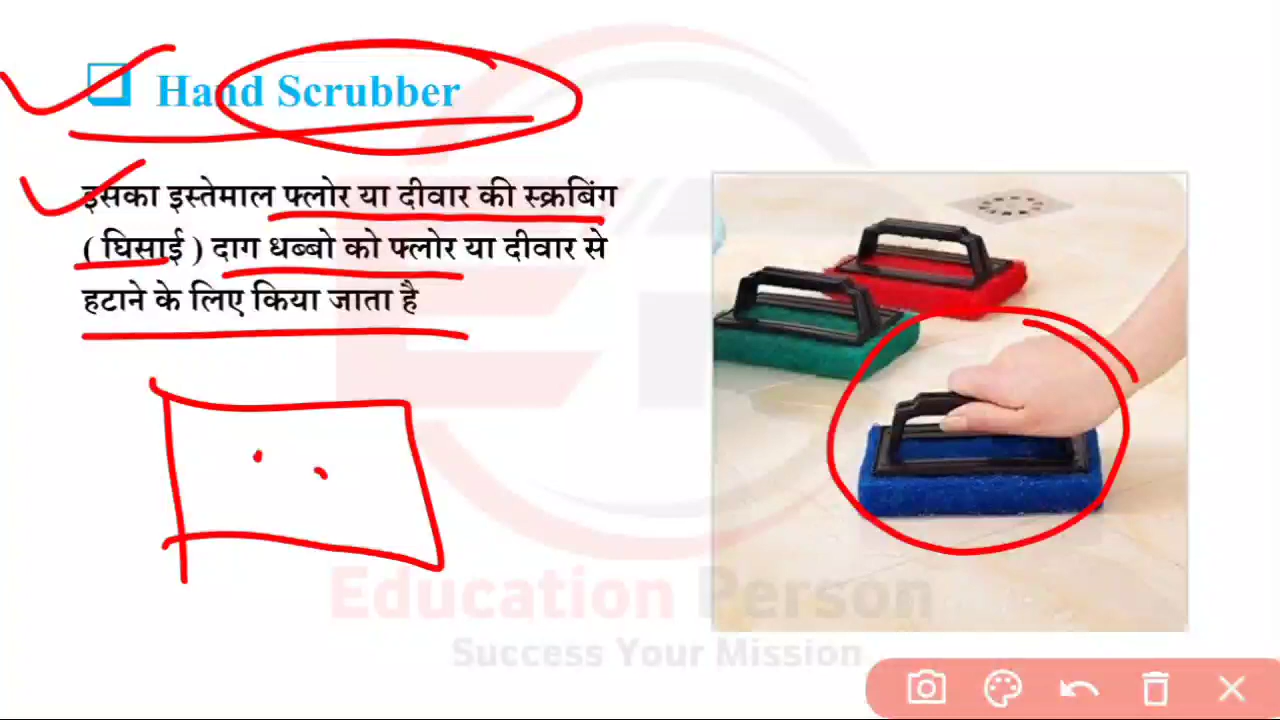 Hand Scrubber
इसका इस्तेमाल फ्लोर या दीवार की स्क्रबिंग
( घिसाई ) दाग धब्बो को फ्लोर या दीवार से
हटाने के लिए किया जाता है
Education Person
Success Your Mission